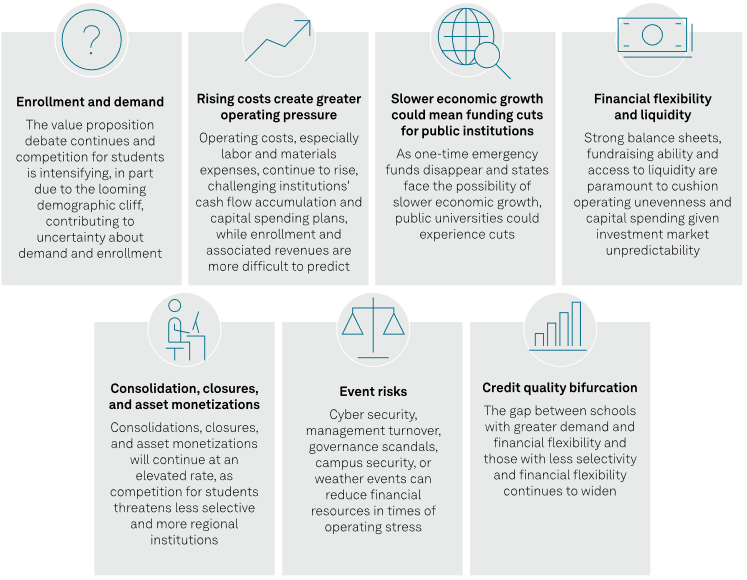 ?
Enrollment and demand
The value proposition
debate continues and
competition for students
is intensifying, in part
due to the looming
demographic cliff,
contributing to
uncertainty about
demand and enrollment
Rising costs create greater
operating pressure
Operating costs, especially
labor and materials
expenses, continue to rise,
challenging institutions'
cash flow accumulation and
capital spending plans,
while enrollment and
associated revenues are
more difficult to predict
Slower economic growth
could mean funding cuts
for public institutions
As one-time emergency
funds disappear and states
face the possibility of
slower economic growth,
public universities could
experience cuts
Financial flexibility
and liquidity
Strong balance sheets,
fundraising ability and
access to liquidity are
paramount to cushion
operating unevenness and
capital spending given
investment market
unpredictability
Consolidation, closures,
and asset monetizations
Consolidations, closures,
and asset monetizations
will continue at an
elevated rate, as
competition for students
threatens less selective
and more regional
institutions
Event risks
Cyber security,
management turnover,
governance scandals,
campus security, or
weather events can
reduce financial
resources in times of
operating stress
Credit quality bifurcation
The gap between schools
with greater demand and
financial flexibility and
those with less selectivity
and financial flexibility
continues to widen